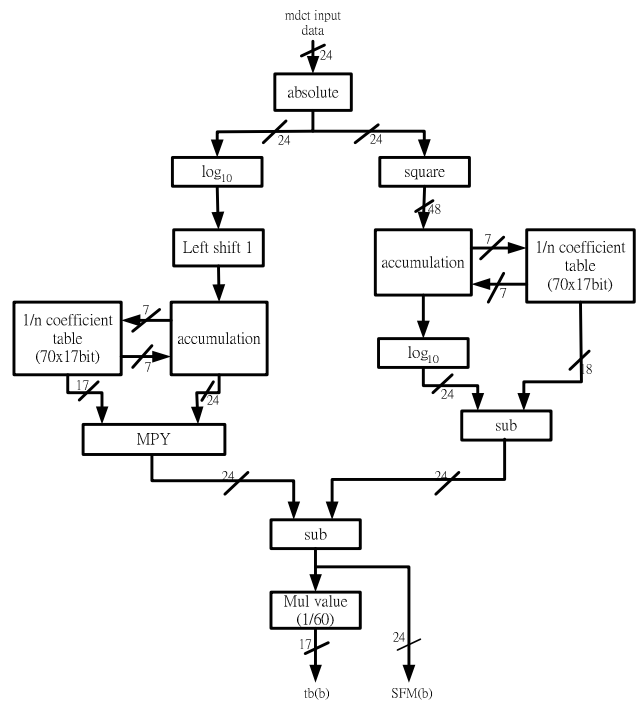 mdct input
data
24
absolute
24
24
log10
square
48
Left shift 1
accumulation
7
7
1/n coefficient
table
(70x17bit)
1/n coefficient
table
(70x17bit)
7
7
accumulation
log10
18
17
24
24
MPY
sub
24
24
sub
Mul value
(1/60)
17
24
tb(b)
SFM(b)